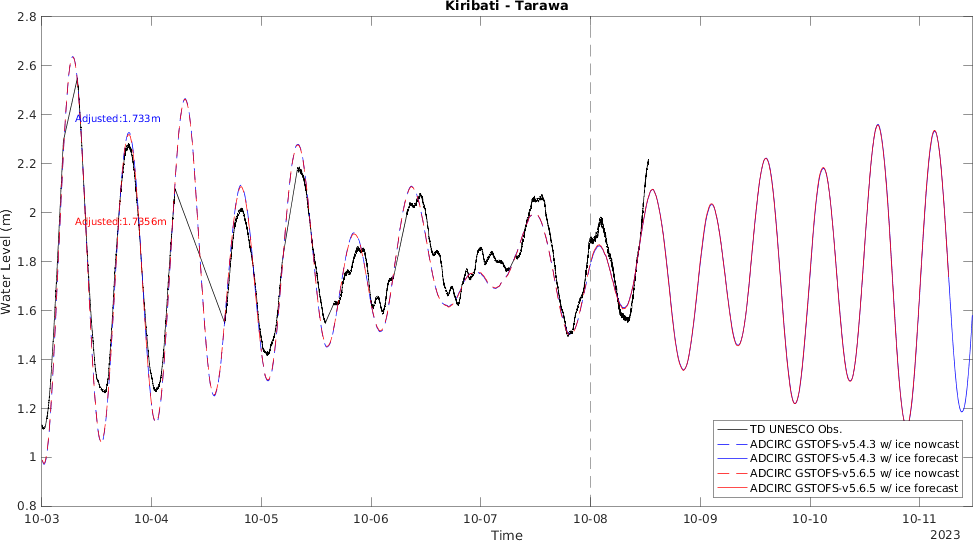 Kiribati - Tarawa
2.8
2.6
2.4
2.2
2
1.8
1.6
1.4
1.2
1
0.8
Water Level (m)
Adjusted:1.733m
Adjusted:1.7356m
TD UNESCO Obs.
ADCIRC GSTOFS-v5.4.3 w/ ice nowcast
ADCIRC GSTOFS-v5.4.3 w/ ice forecast
ADCIRC GSTOFS-v5.6.5 w/ ice nowcast
ADCIRC GSTOFS-v5.6.5 w/ ice forecast
10-03 10-04 10-05 10-06 10-07 10-08 10-09 10-10 10-11
Time
2023